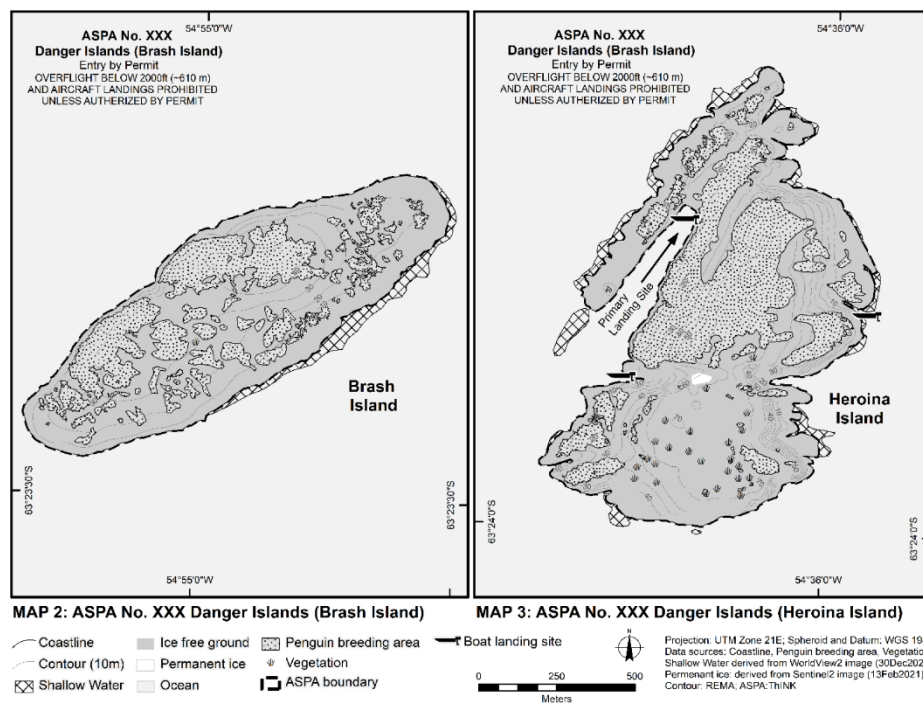 54°55'0"W
ASPA No. XXX
Danger Islands (Brash Island)
Entry by Permit
OVERFLIGHT BELOW 2000ft (~610 m)
AND AIRCRAFT LANDINGS PROHIBITED
UNLESS AUTHERIZED BY PERMIT
Brash
Island
63°23'30"S
63°23'30"S
54°55'0"W
54°36'0"W
ASPA No. XXX
Danger Islands (Brash Island)
Entry by Permit
OVERFLIGHT BELOW 2000ft (~610 m)
AND AIRCRAFT LANDINGS PROHIBITED
UNLESS AUTHERIZED BY PERMIT
Primary
Landing Site
Heroina
Island
63°24'0"S
63°24'0"S
54°36'0"W
MAP 2: ASPA No. XXX Danger Islands (Brash Island)
MAP 3: ASPA No. XXX Danger Islands (Heroina Island)
Coastline
Contour (10m)
Shallow Water
Ice free ground
Permanent ice
Ocean
Penguin breeding area
Vegetation
ASPA boundary
Boat landing site
N
0 250 500
Meters
Projection: UTM Zone 21E; Spheroid and Datum: WGS 19
Data sources: Coastline, Penguin breeding area, Vegetatio
Shallow Water derived from WorldView2 image (30Dec202
Permenant ice: derived from Sentinel2 image (13Feb2021)
Contour: REMA; ASPA:ThINK